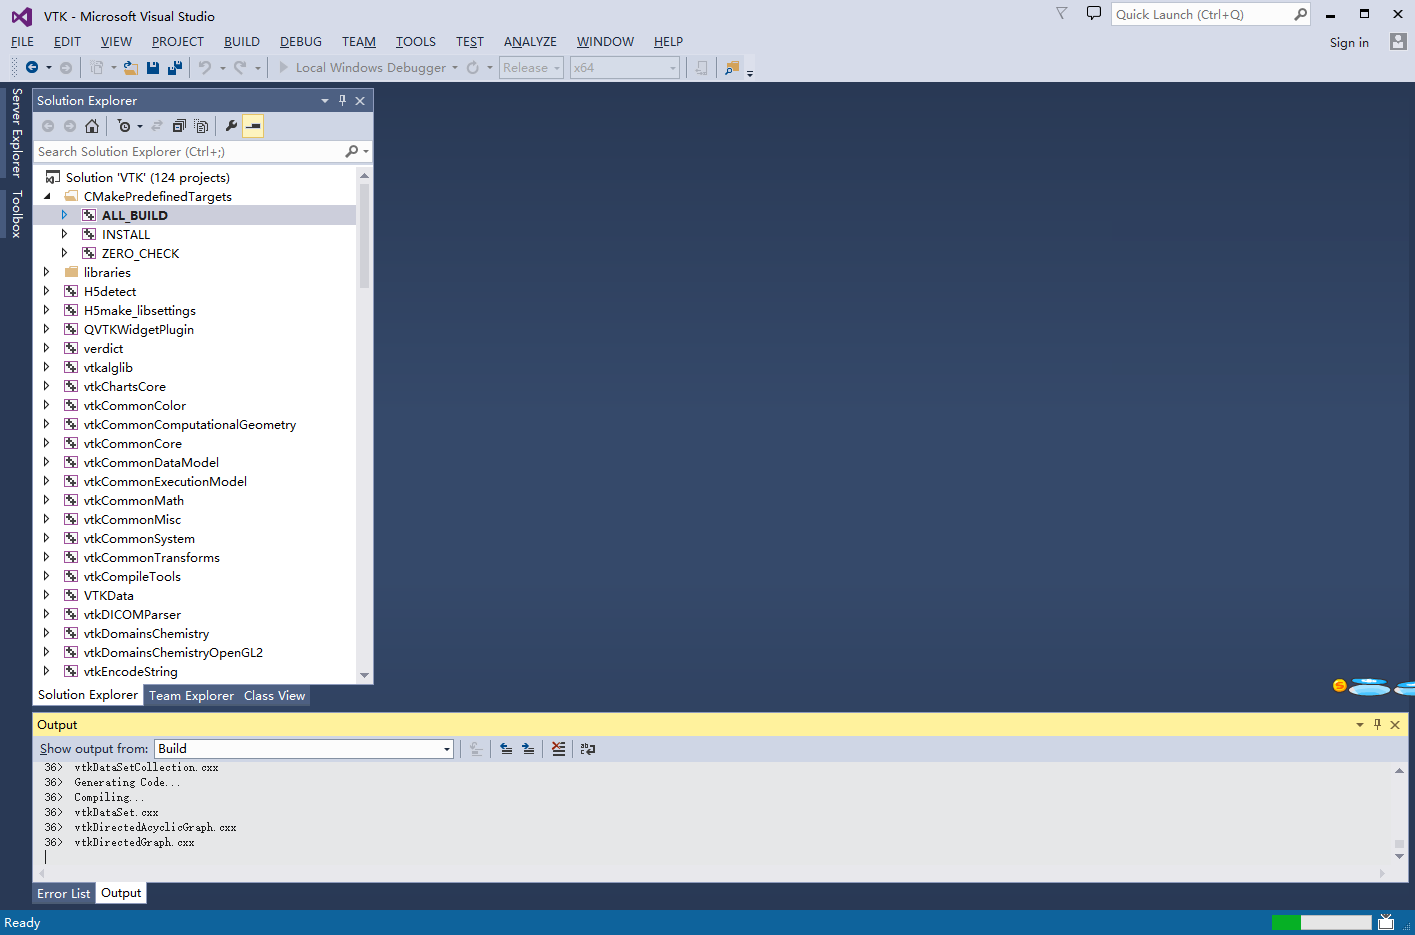 VTK - Microsoft Visual Studio
Quick Launch (Ctrl+Q)
FILE EDIT VIEW PROJECT BUILD DEBUG TEAM TOOLS TEST ANALYZE WINDOW HELP
Sign in
Local Windows Debugger Release x64
Server Explorer
Toolbox
Solution Explorer
Search Solution Explorer (Ctrl+;)
Solution 'VTK' (124 projects)
CMakePredefinedTargets
ALL_BUILD
INSTALL
ZERO_CHECK
libraries
H5detect
H5make_libsettings
QVTKWidgetPlugin
verdict
vtkalglib
vtkChartsCore
vtkCommonColor
vtkCommonComputationalGeometry
vtkCommonCore
vtkCommonDataModel
vtkCommonExecutionModel
vtkCommonMath
vtkCommonMisc
vtkCommonSystem
vtkCommonTransforms
vtkCompileTools
VTKData
vtkDICOMParser
vtkDomainsChemistry
vtkDomainsChemistryOpenGL2
vtkEncodeString
Solution Explorer Team Explorer Class View
Output
Show output from: Build
36> vtkDataSetCollection.cxx
36> Generating Code...
36> Compiling...
36> vtkDataSet.cxx
36> vtkDirectedAcyclicGraph.cxx
36> vtkDirectedGraph.cxx
Error List Output
Ready